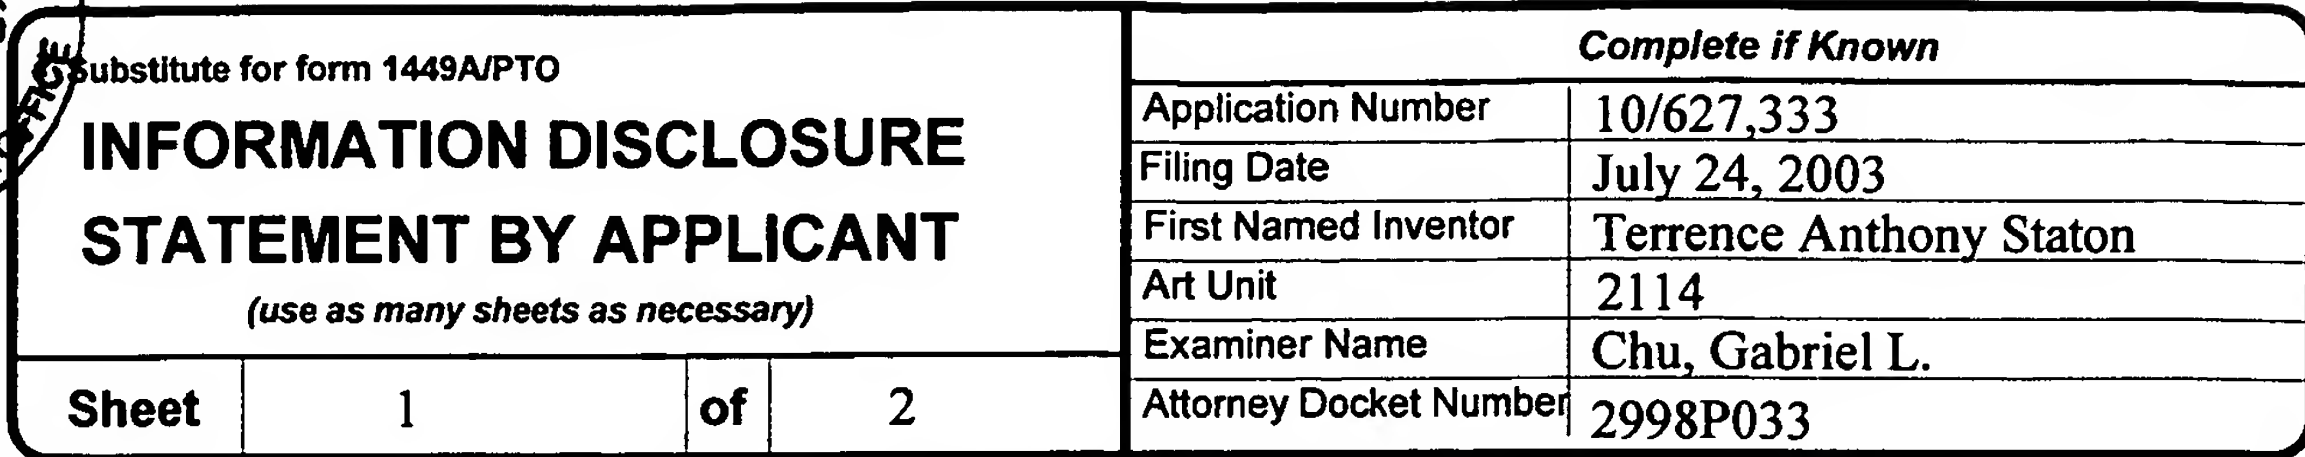 Substitute for form 1449A/PTO
INFORMATION DISCLOSURE
STATEMENT BY APPLICANT
(use as many sheets as necessary)
Sheet 1 of 2
Complete if Known
Application Number 10/627,333
Filing Date July 24, 2003
First Named Inventor Terrence Anthony Staton
Art Unit 2114
Examiner Name Chu, Gabriel L.
Attorney Docket Number 2998P033